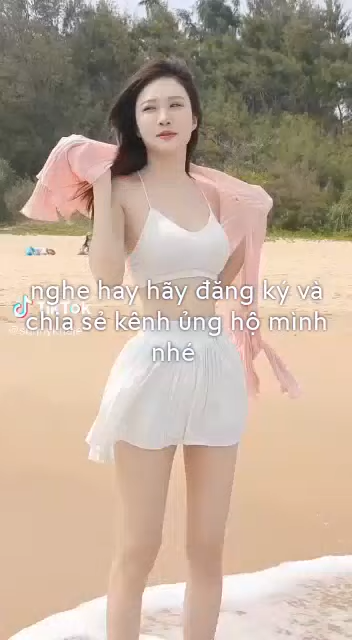 nghe hay hãy đăng ký và
TikTok
chia sẻ kênh ủng hộ mình
nhé